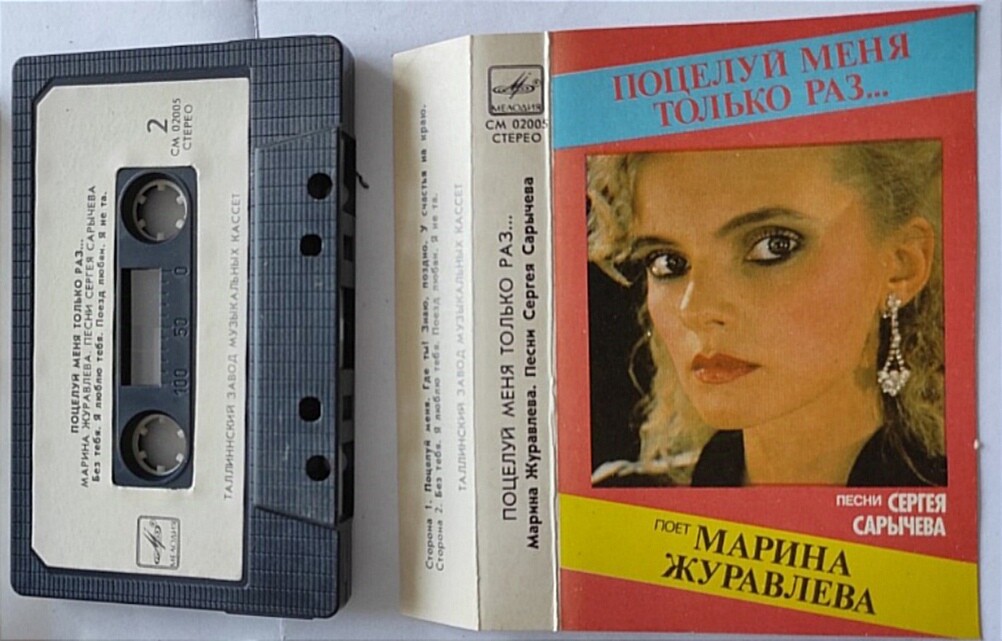 2
СМ 02005
СТЕРЕО
ПОЦЕЛУЙ МЕНЯ ТОЛЬКО РАЗ...
МАРИНА ЖУРАВЛЕВА. ПЕСНИ СЕРГЕЯ САРЫЧЕВА
Без тебя. Я люблю тебя. Поезд любви. Я не та.
100 50 0
ТАЛЛИННСКИЙ ЗАВОД МУЗЫКАЛЬНЫХ КАССЕТ
МЕЛОДИЯ
Сторона 1. Поцелуй меня. Где ты! Знаю, поздно. У счастья на краю.
Сторона 2. Без тебя. Я люблю тебя. Поезд любви. Я не та.
ТАЛЛИНСКИЙ ЗАВОД МУЗЫКАЛЬНЫХ КАССЕТ
МЕЛОДИЯ
СМ 02005
СТЕРЕО
ПОЦЕЛУЙ МЕНЯ ТОЛЬКО РАЗ...
Марина Журавлева. Песни Сергея Сарычева
ПОЦЕЛУЙ МЕНЯ
ТОЛЬКО РАЗ...
ПЕСНИ СЕРГЕЯ
САРЫЧЕВА
ПОЕТ МАРИНА
ЖУРАВЛЕВА